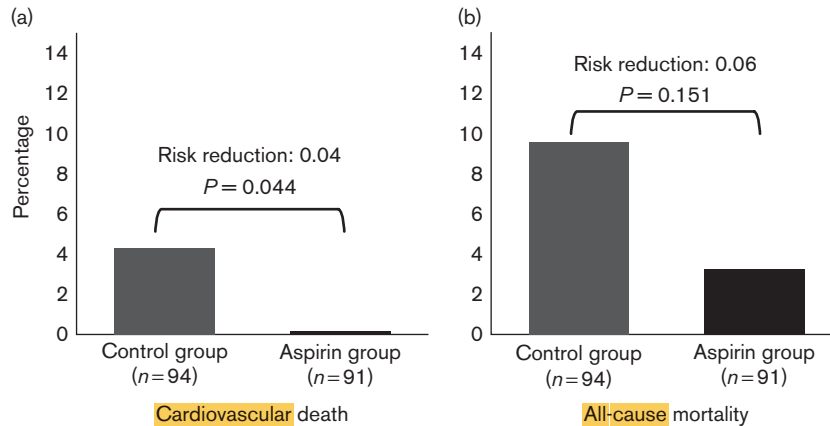 (a)
14
12
10
8
6
4
2
0
Percentage
Risk reduction: 0.04
P = 0.044
Control group
(n=94)
Aspirin group
(n=91)
Cardiovascular death
(b)
14
12
10
8
6
4
2
0
Risk reduction: 0.06
P = 0.151
Control group
(n=94)
Aspirin group
(n=91)
All-cause mortality